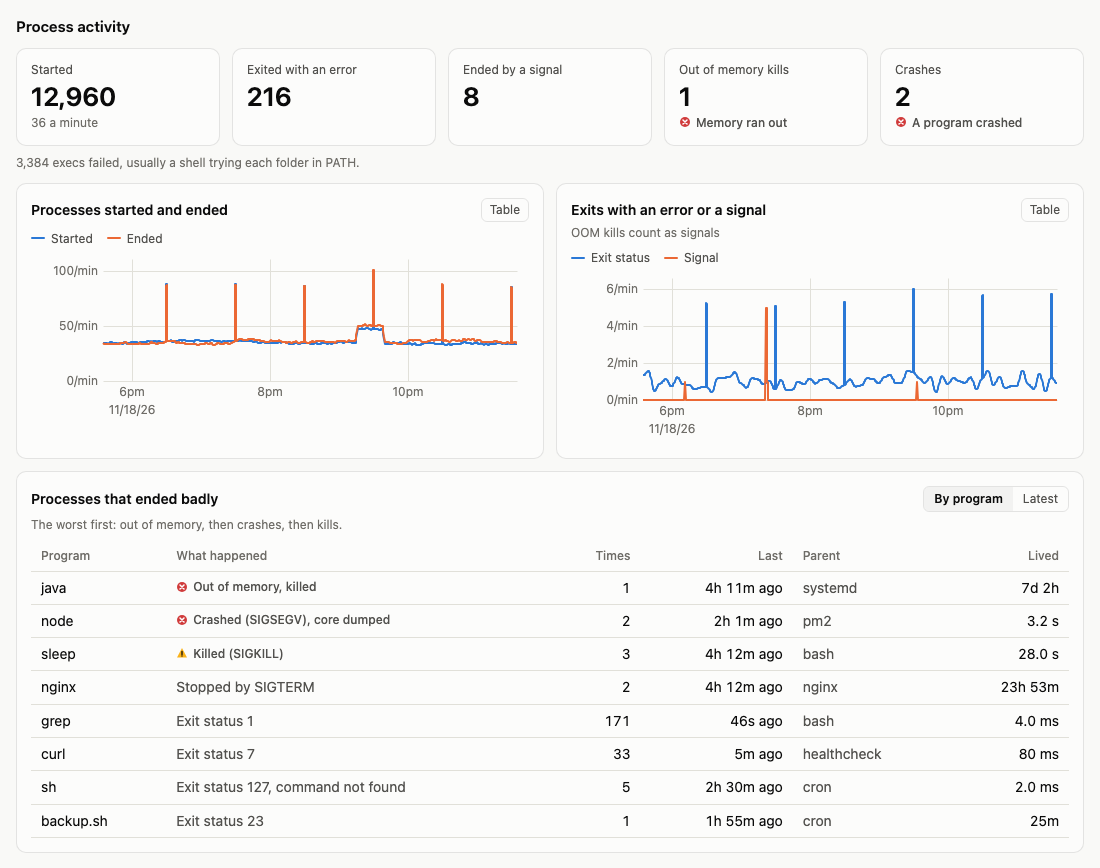 Process activity
Started
12,960
36 a minute
Exited with an error
216
Ended by a signal
8
Out of memory kills
1
Memory ran out
Crashes
2
A program crashed
3,384 execs failed, usually a shell trying each folder in PATH.
Processes started and ended
Table
Started Ended
100/min
50/min
0/min
6pm 8pm 10pm
11/18/26
Exits with an error or a signal
Table
OOM kills count as signals
Exit status Signal
6/min
4/min
2/min
0/min
6pm 8pm 10pm
11/18/26
Processes that ended badly
By program Latest
The worst first: out of memory, then crashes, then kills.
Program What happened Times Last Parent Lived
java Out of memory, killed 1 4h 11m ago systemd 7d 2h
node Crashed (SIGSEGV), core dumped 2 2h 1m ago pm2 3.2 s
sleep Killed (SIGKILL) 3 4h 12m ago bash 28.0 s
nginx Stopped by SIGTERM 2 4h 12m ago nginx 23h 53m
grep Exit status 1 171 46s ago bash 4.0 ms
curl Exit status 7 33 5m ago healthcheck 80 ms
sh Exit status 127, command not found 5 2h 30m ago cron 2.0 ms
backup.sh Exit status 23 1 1h 55m ago cron 25m